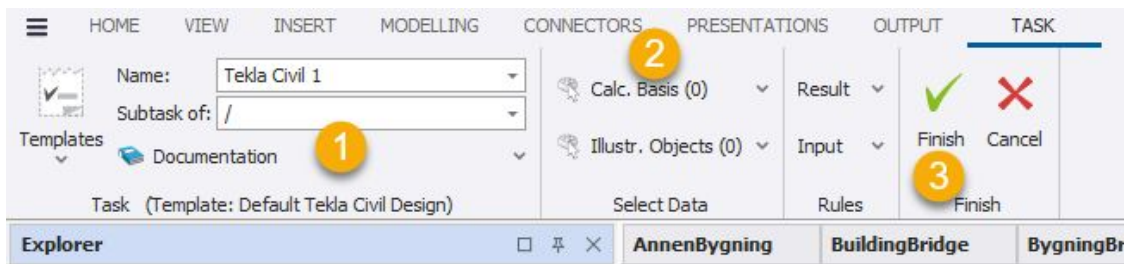 HOME VIEW INSERT MODELLING CONNECTORS PRESENTATIONS OUTPUT TASK
Name: Tekla Civil 1
Subtask of: /
Templates
Documentation
1
Task (Template: Default Tekla Civil Design)
2
Calc. Basis (0)
Illustr. Objects (0)
Select Data
Result
Input
Rules
Finish Cancel
3
Finish
Explorer AnnenBygning BuildingBridge BygningBr